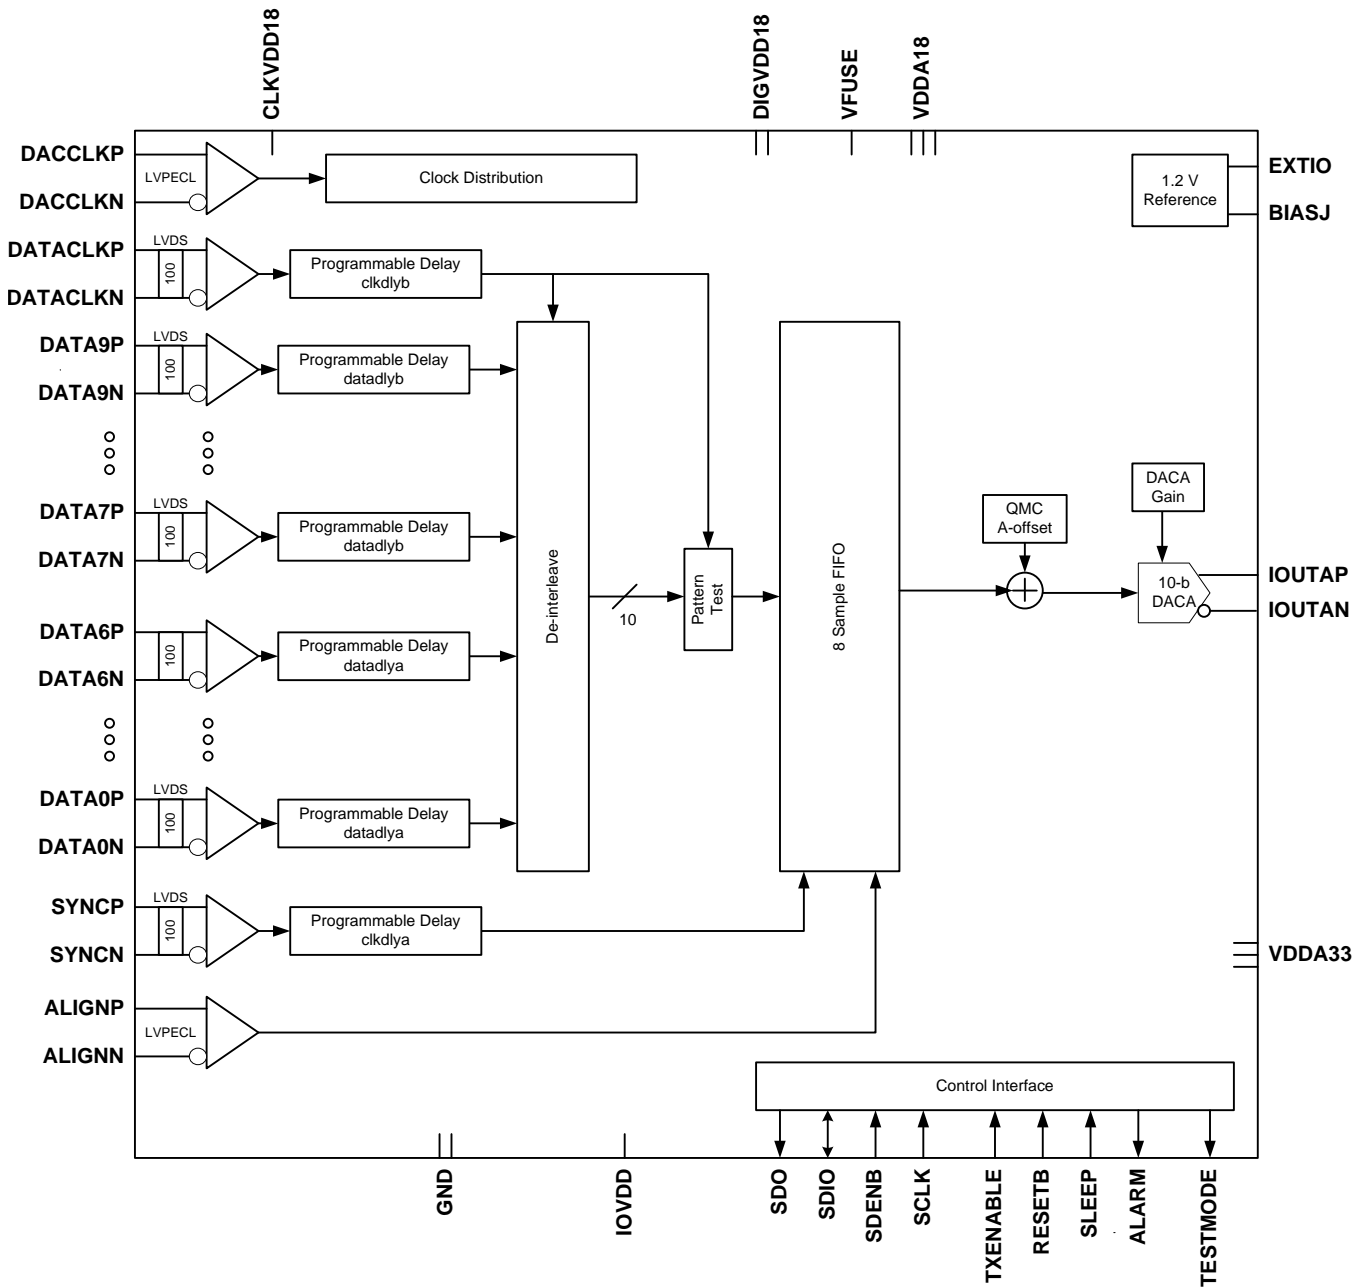 CLKVDD18
DIGVDD18
VFUSE
VDDA18
DACCLKP
LVPECL
DACCLKN
Clock Distribution
1.2 V
Reference
EXTIO
BIASJ
DATACLKP
LVDS
100
DATACLKN
Programmable Delay
clkdlyb
DATA9P
LVDS
100
DATA9N
Programmable Delay
datadlyb
DATA7P
LVDS
100
DATA7N
Programmable Delay
datadlyb
De-interleave
10
Pattern
Test
8 Sample FIFO
QMC
A-offset
DACA
Gain
10-b
DACA
IOUTAP
IOUTAN
DATA6P
100
DATA6N
Programmable Delay
datadlya
DATA0P
LVDS
100
DATA0N
Programmable Delay
datadlya
SYNCP
LVDS
100
SYNCN
Programmable Delay
clkdlya
VDDA33
ALIGNP
LVPECL
ALIGNN
Control Interface
GND
IOVDD
SDO
SDIO
SDENB
SCLK
TXENABLE
RESETB
SLEEP
ALARM
TESTMODE